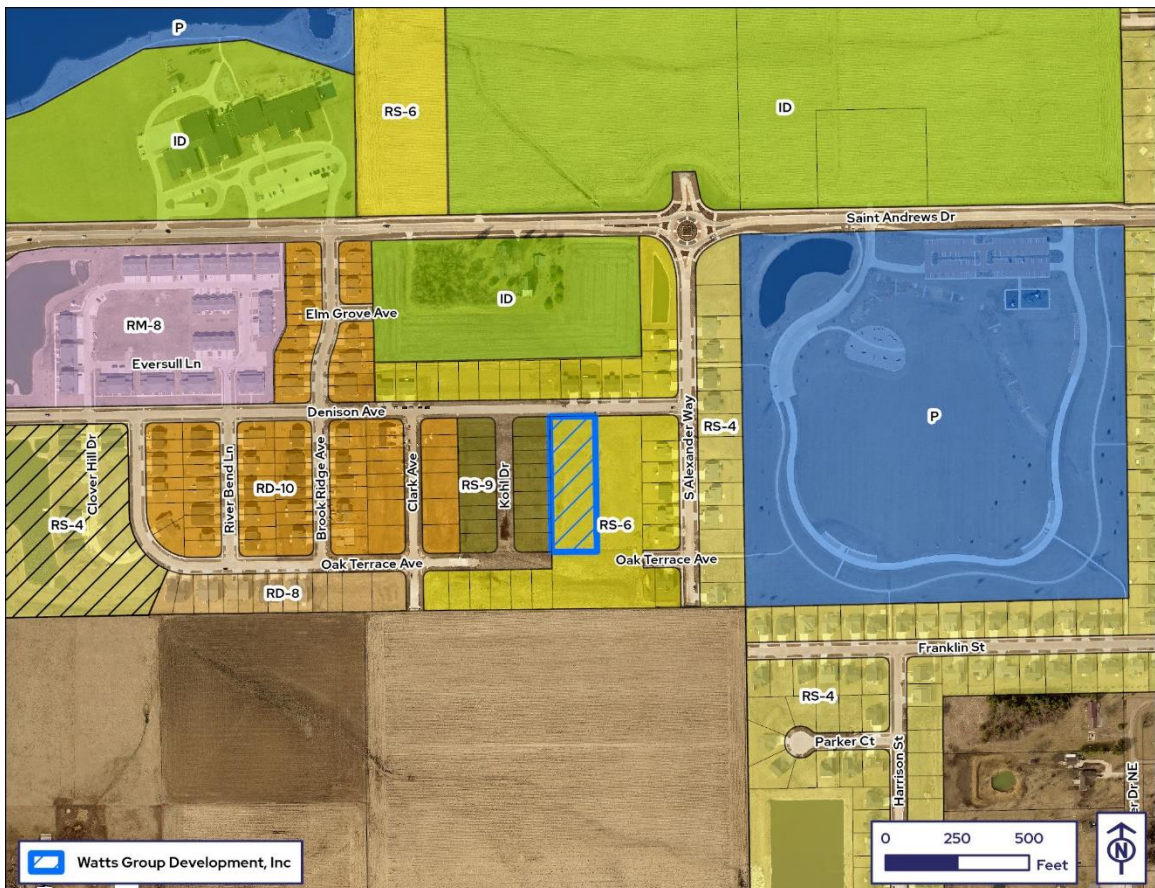 P
RS-6
ID
ID
Saint Andrews Dr
ID
Elm Grove Ave
RM-8
Eversull Ln
Denison Ave
S Alexander Way
RS-4
P
Clover Hill Dr
River Bend Ln
Brook Ridge Ave
Clark Ave
Kohl Dr
RS-9
RD-10
RS-4
RS-6
Oak Terrace Ave
Oak Terrace Ave
RD-8
Franklin St
RS-4
Parker Ct
Harrison St
er Dr NE
Watts Group Development, Inc
0 250 500
Feet
N